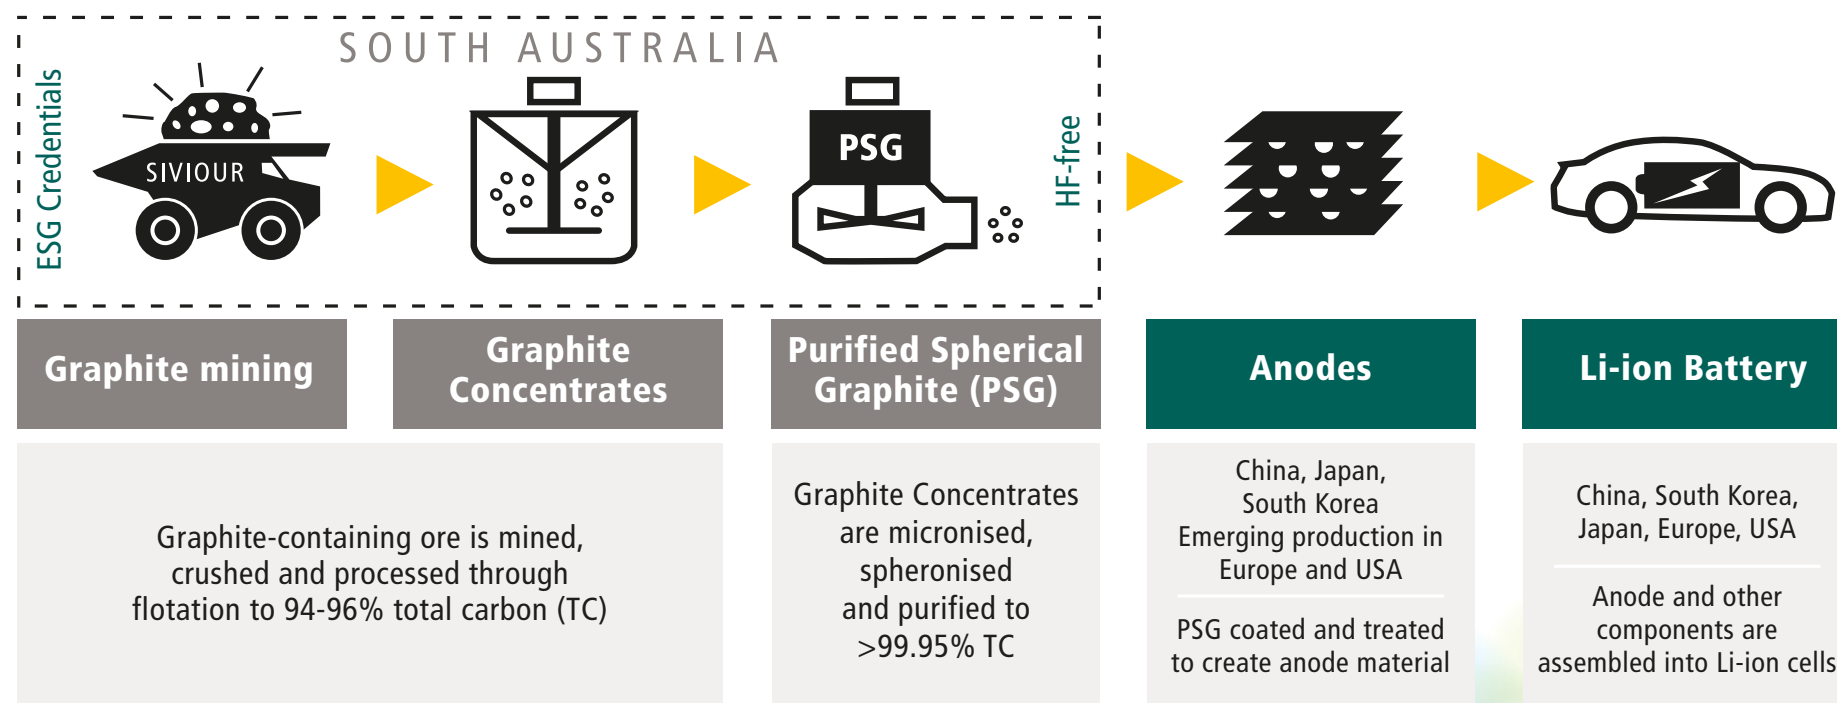 SOUTH AUSTRALIA
ESG Credentials
SIVIOUR
PSG
HF-free
Graphite mining
Graphite
Concentrates
Purified Spherical
Graphite (PSG)
Anodes
Li-ion Battery
Graphite-containing ore is mined,
crushed and processed through
flotation to 94-96% total carbon (TC)
Graphite Concentrates
are micronised,
spheronised
and purified to
>99.95% TC
China, Japan,
South Korea
Emerging production in
Europe and USA
PSG coated and treated
to create anode material
China, South Korea,
Japan, Europe, USA
Anode and other
components are
assembled into Li-ion cells